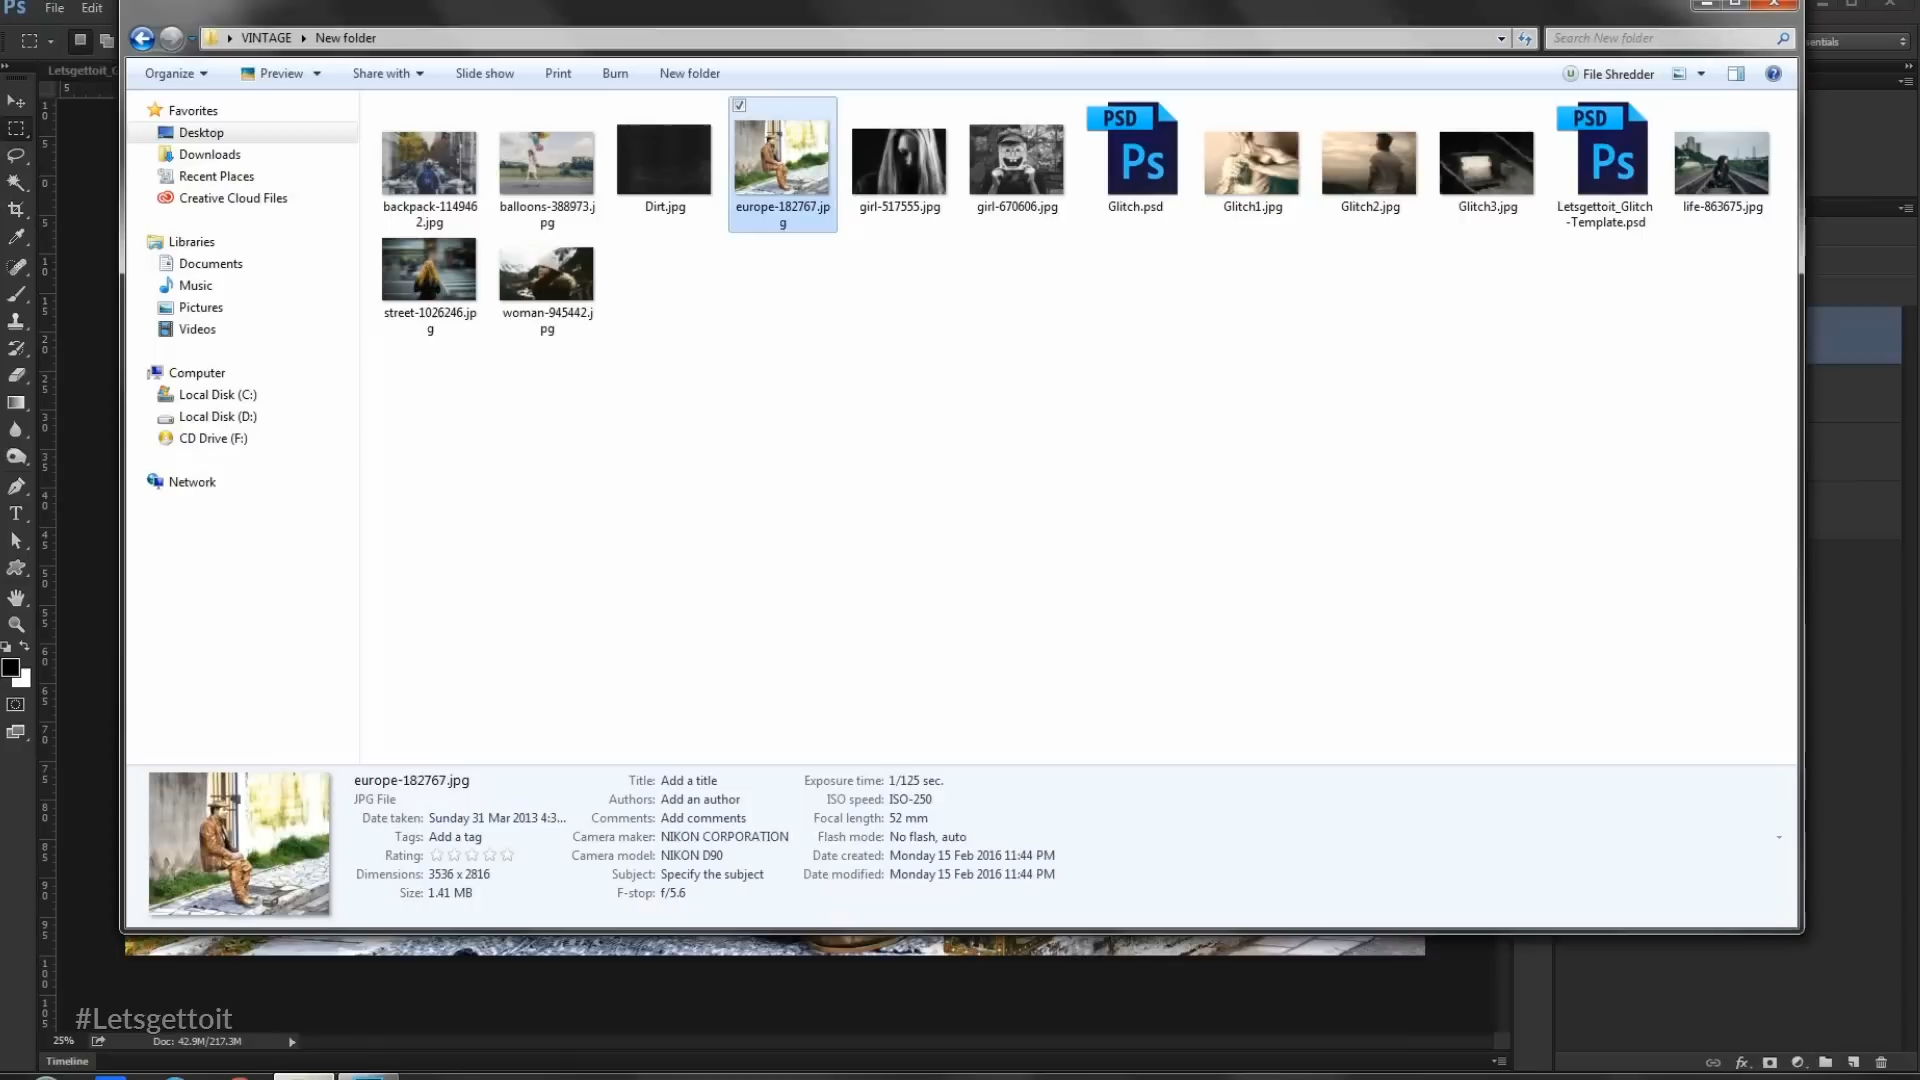 Ps File Edit
VINTAGE New folder
Search New folder
Organize Preview Share with Slide show Print Burn New folder
File Shredder
Letsgettoit_
5
Favorites
Desktop
Downloads
Recent Places
Creative Cloud Files
Libraries
Documents
Music
Pictures
Videos
Computer
Local Disk (C:)
Local Disk (D:)
CD Drive (F:)
Network
PSD
Ps
PSD
Ps
backpack-114946
2.jpg
balloons-388973.j
pg
Dirt.jpg
europe-182767.jp
g
girl-517555.jpg
girl-670606.jpg
Glitch.psd
Glitch1.jpg
Glitch2.jpg
Glitch3.jpg
Letsgettoit_Glitch
-Template.psd
life-863675.jpg
street-1026246.jp
g
woman-945442.j
pg
europe-182767.jpg
JPG File
Date taken: Sunday 31 Mar 2013 4:3...
Tags: Add a tag
Rating:
Dimensions: 3536 x 2816
Size: 1.41 MB
Title: Add a title
Authors: Add an author
Comments: Add comments
Camera maker: NIKON CORPORATION
Camera model: NIKON D90
Subject: Specify the subject
F-stop: f/5.6
Exposure time: 1/125 sec.
ISO speed: ISO-250
Focal length: 52 mm
Flash mode: No flash, auto
Date created: Monday 15 Feb 2016 11:44 PM
Date modified: Monday 15 Feb 2016 11:44 PM
#Letsgettoit
25% Doc: 42.9M/217.3M
Timeline